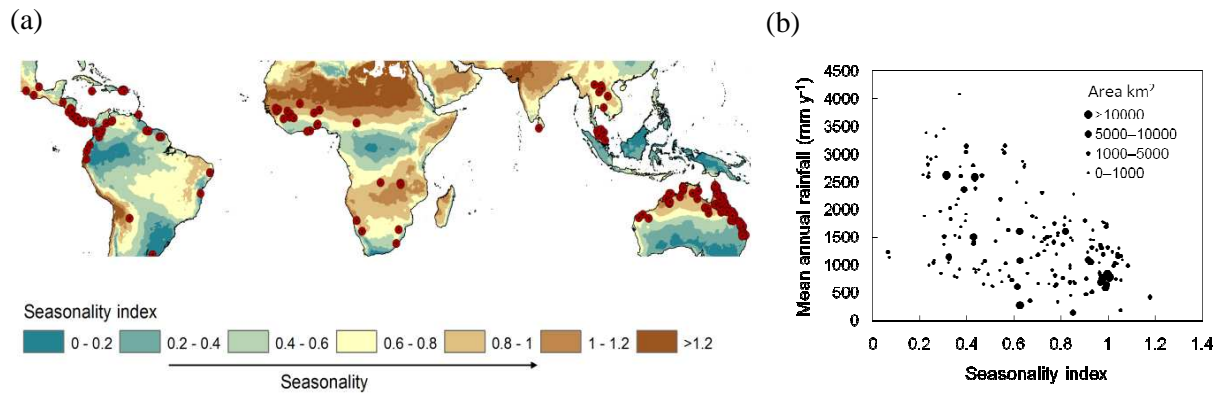 (a)
Seasonality index
0 - 0.2 0.2 - 0.4 0.4 - 0.6 0.6 - 0.8 0.8 - 1 1 - 1.2 >1.2
Seasonality
(b)
Mean annual rainfall (mm y⁻¹)
4500
4000
3500
3000
2500
2000
1500
1000
500
0
Area km²
>10000
5000–10000
1000–5000
0–1000
0 0.2 0.4 0.6 0.8 1 1.2 1.4
Seasonality index